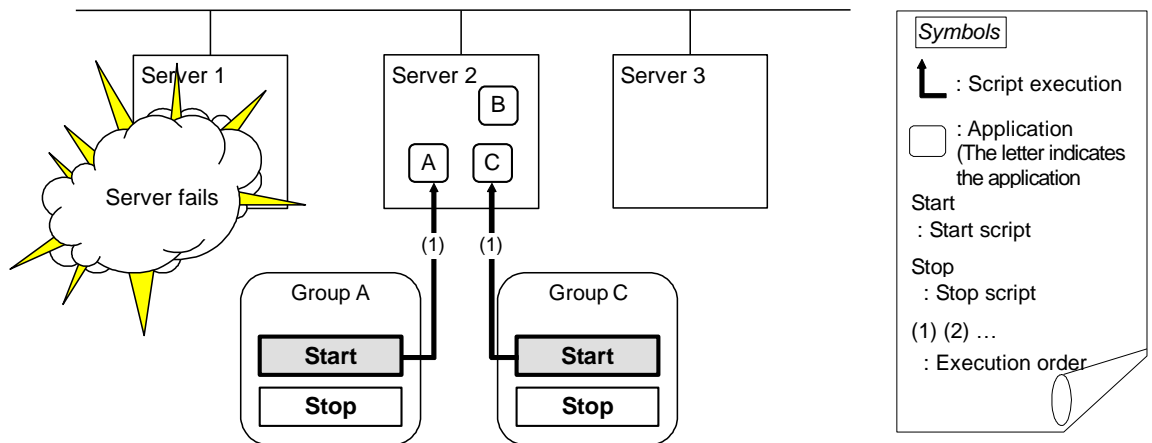 Server 1
Server 2
Server 3
B
A
C
Server fails
(1)
(1)
Group A
Start
Stop
Group C
Start
Stop
Symbols
: Script execution
: Application
(The letter indicates
the application
Start
: Start script
Stop
: Stop script
(1) (2) …
: Execution order